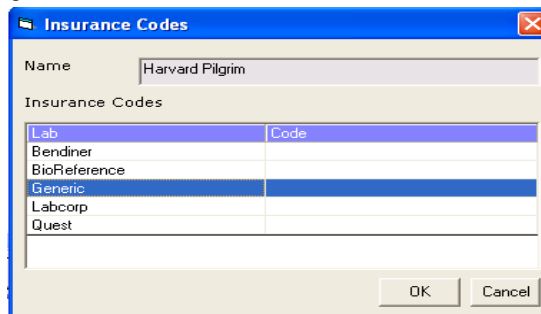 Insurance Codes
Name Harvard Pilgrim
Insurance Codes
Lab Code
Bendiner
BioReference
Generic
Labcorp
Quest
OK Cancel